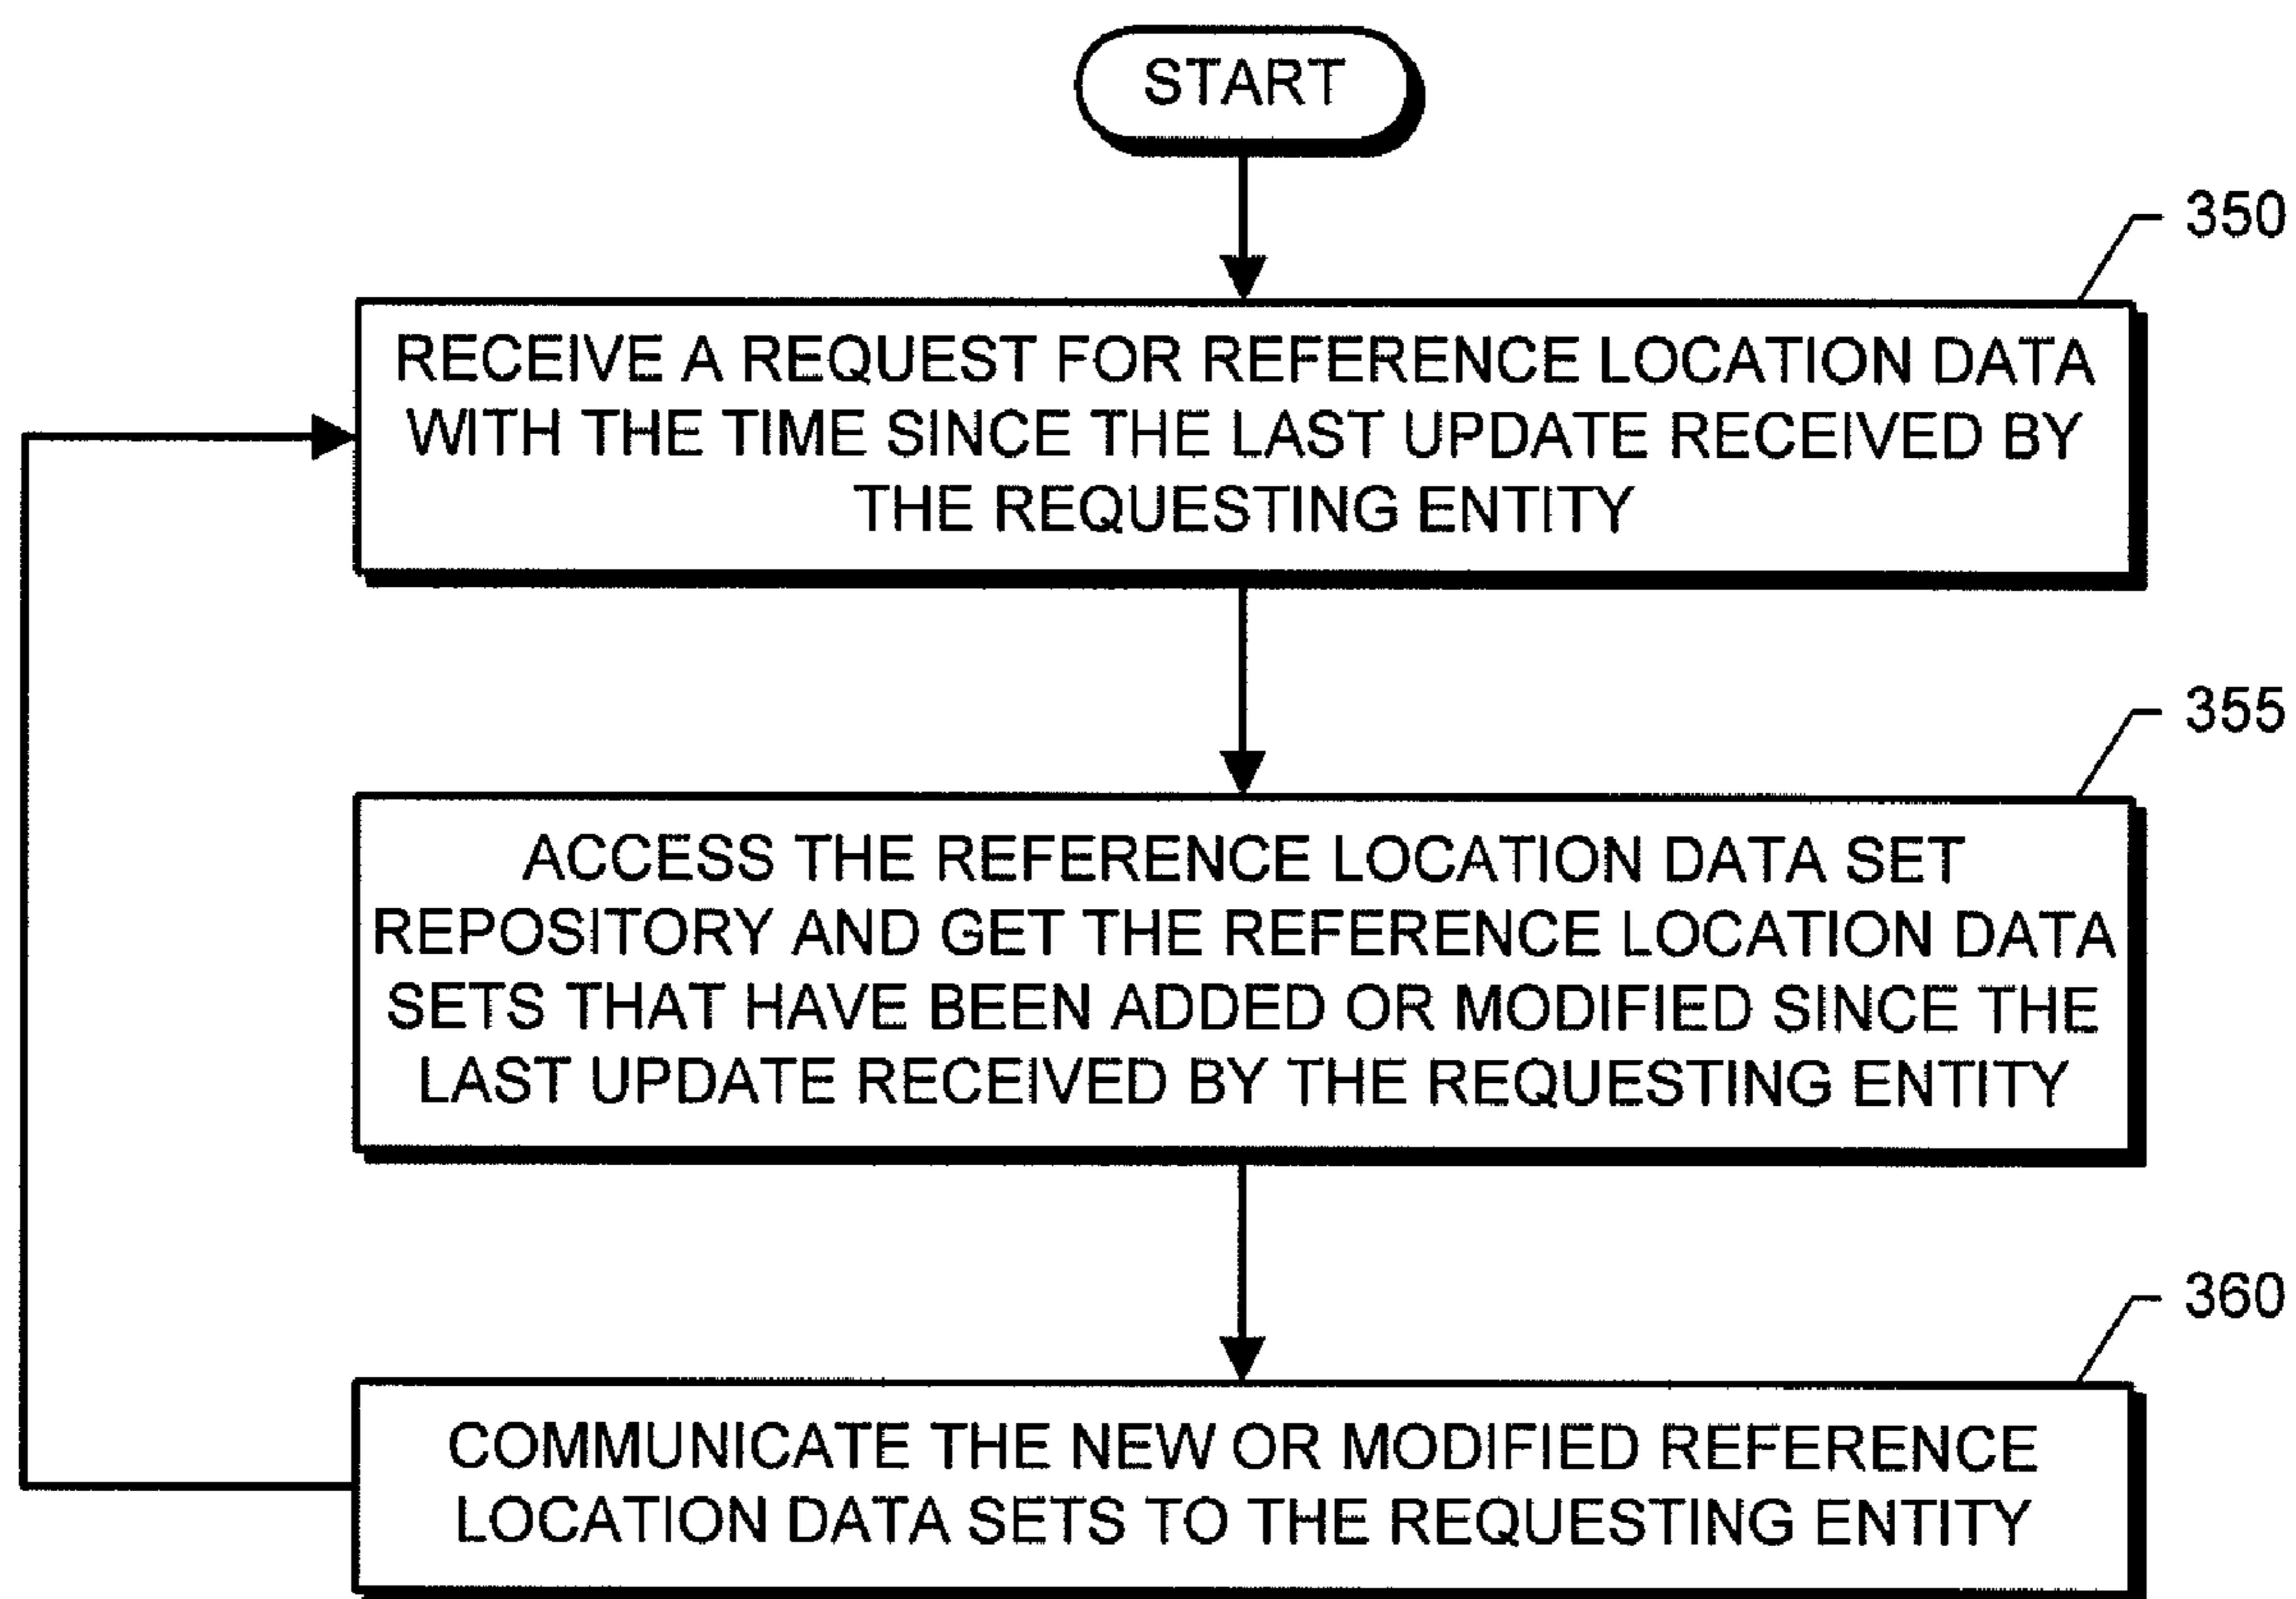 START
350
RECEIVE A REQUEST FOR REFERENCE LOCATION DATA
WITH THE TIME SINCE THE LAST UPDATE RECEIVED BY
THE REQUESTING ENTITY
355
ACCESS THE REFERENCE LOCATION DATA SET
REPOSITORY AND GET THE REFERENCE LOCATION DATA
SETS THAT HAVE BEEN ADDED OR MODIFIED SINCE THE
LAST UPDATE RECEIVED BY THE REQUESTING ENTITY
360
COMMUNICATE THE NEW OR MODIFIED REFERENCE
LOCATION DATA SETS TO THE REQUESTING ENTITY